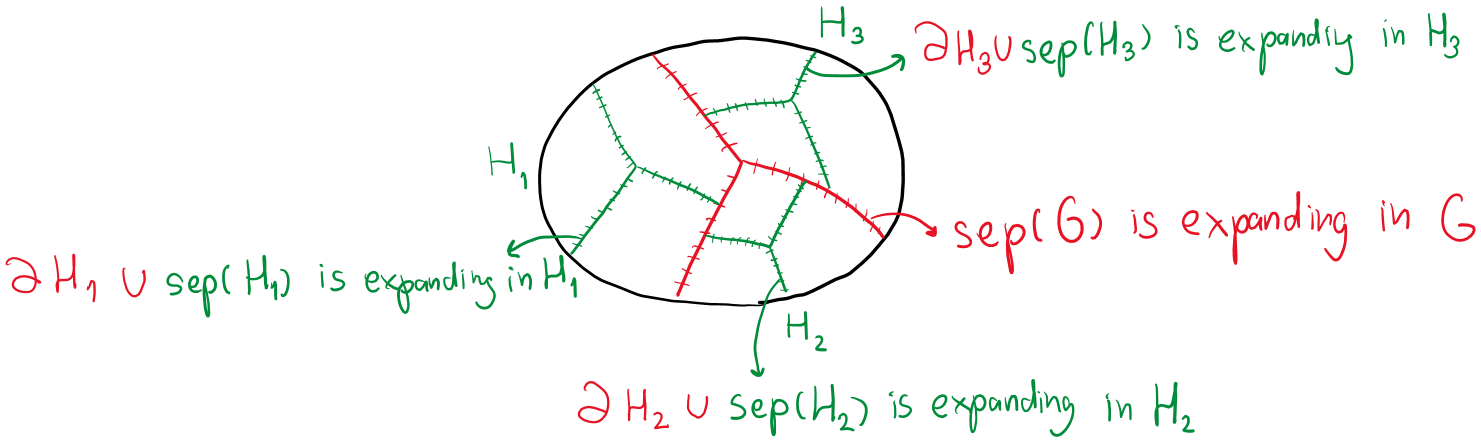 H₃
∂H₃∪sep(H₃) is expandiy in H₃
H₁
sep(G) is expanding in G
∂H₁ ∪ sep(H₁) is expanding in H₁
H₂
∂H₂ ∪ sep(H₂) is expanding in H₂